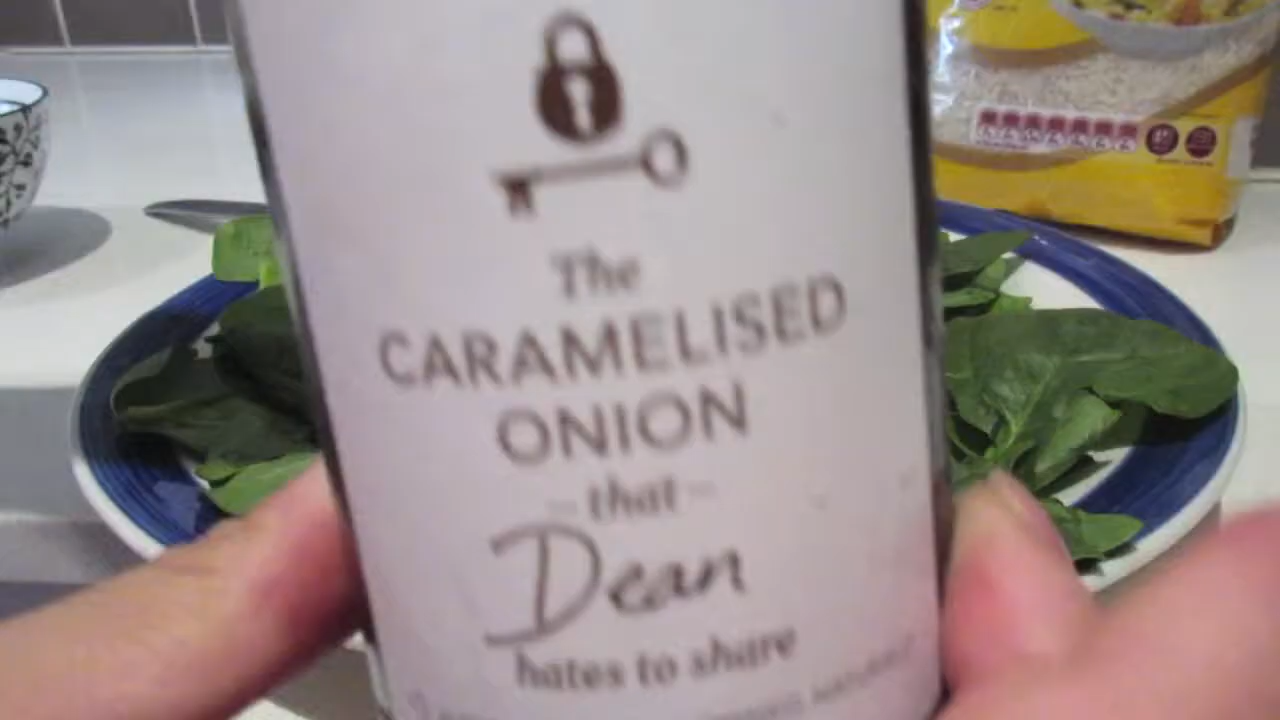 The
CARAMELISED
ONION
- that -
Dean
hates to share